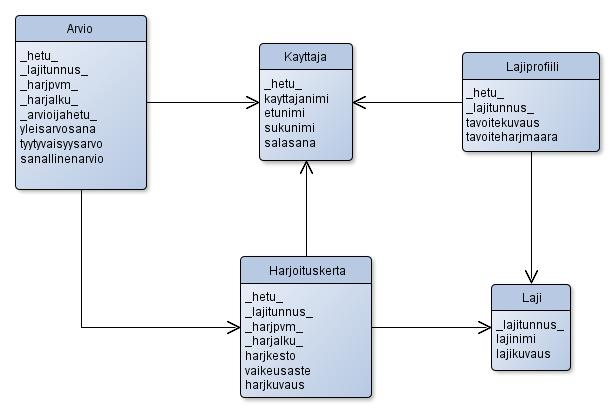 Arvio
_hetu_
_lajitunnus_
_harjpvm_
_harjalku_
_arvioijahetu_
yleisarvosana
tyytyvaisyysarvo
sanallinenarvio
Kayttaja
_hetu_
kayttajanimi
etunimi
sukunimi
salasana
Lajiprofiili
_hetu_
_lajitunnus_
tavoitekuvaus
tavoiteharjmaara
Harjoituskerta
_hetu_
_lajitunnus_
_harjpvm_
_harjalku_
harjkesto
vaikeusaste
harjkuvaus
Laji
_lajitunnus_
lajinimi
lajikuvaus